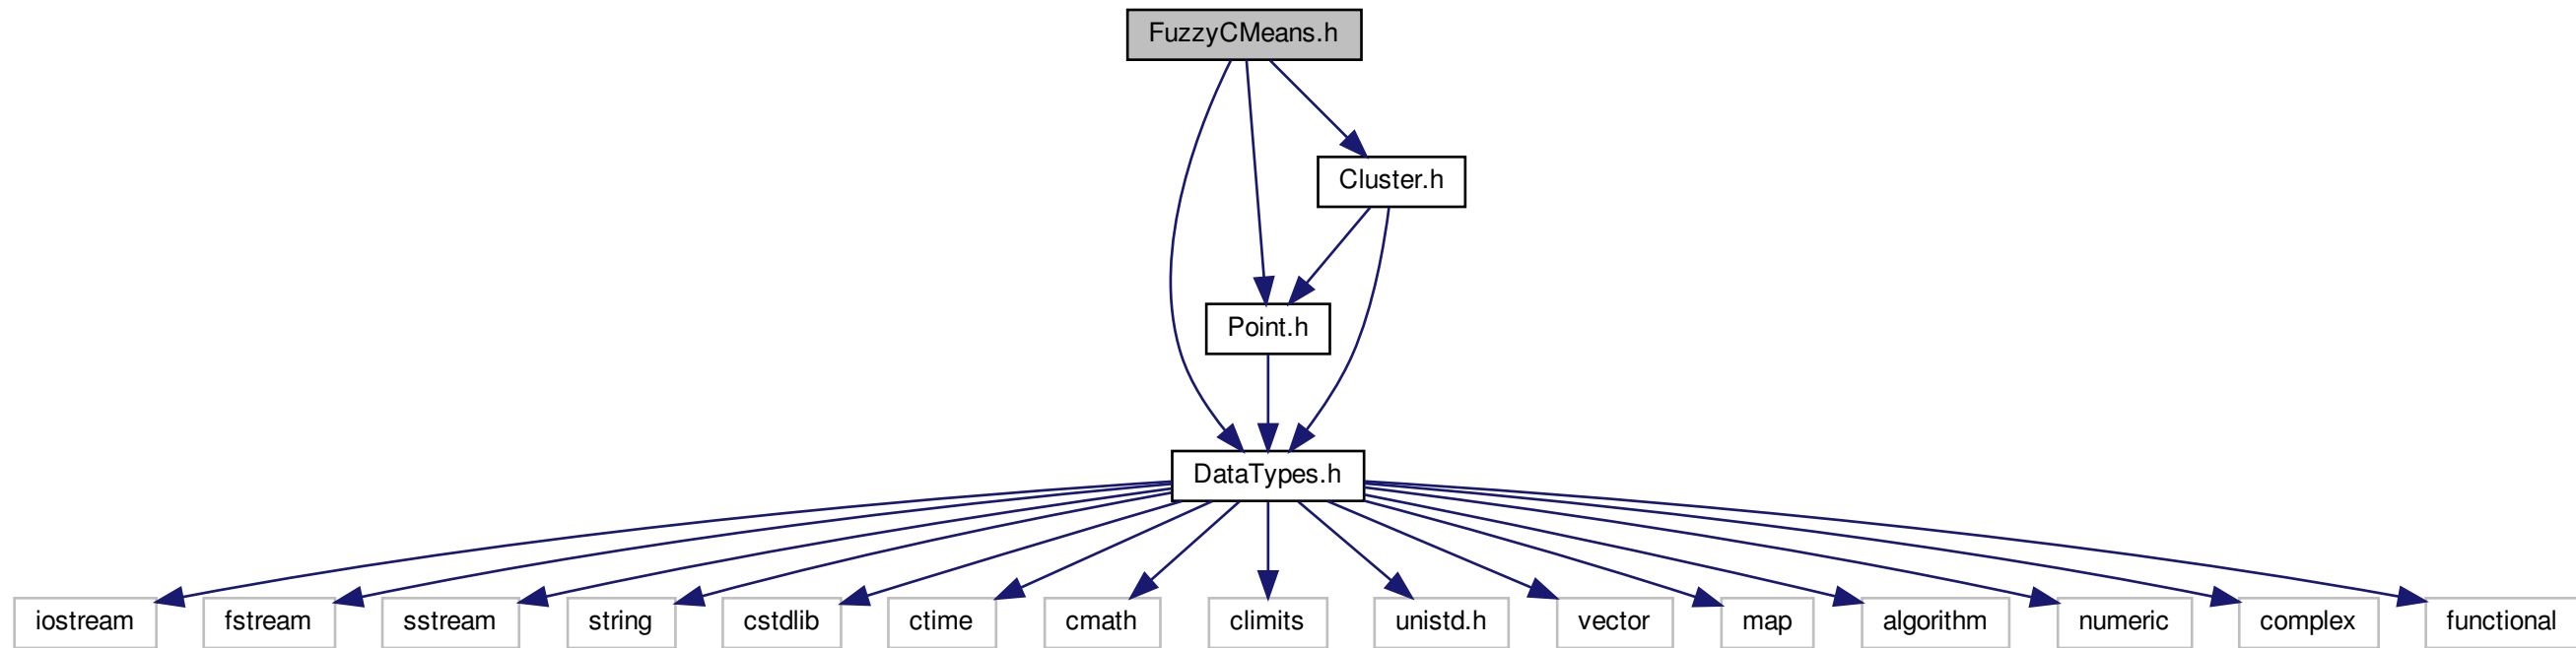 FuzzyCMeans.h
Cluster.h
Point.h
DataTypes.h
iostream
fstream
sstream
string
cstdlib
ctime
cmath
climits
unistd.h
vector
map
algorithm
numeric
complex
functional